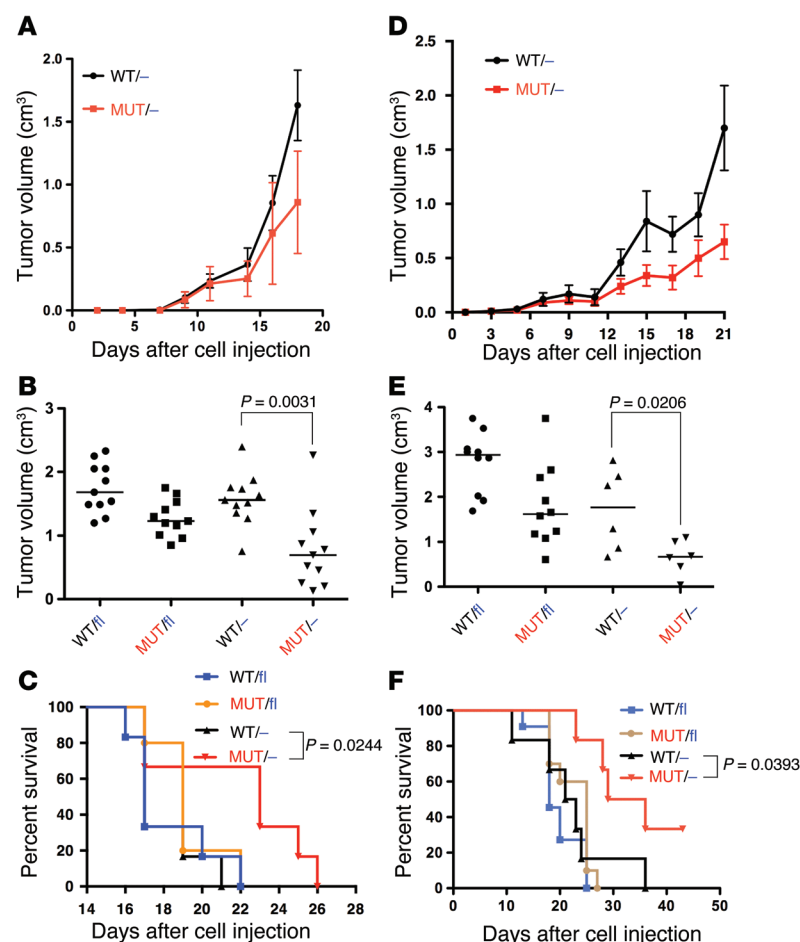 A
Tumor volume (cm³)
2.0
1.5
1.0
0.5
0.0
WT/–
MUT/–
0 5 10 15 20
Days after cell injection
D
Tumor volume (cm³)
2.5
2.0
1.5
1.0
0.5
0.0
WT/–
MUT/–
0 3 6 9 12 15 18 21
Days after cell injection
B
Tumor volume (cm³)
3
2
1
0
P = 0.0031
WT/fl MUT/fl WT/– MUT/–
E
Tumor volume (cm³)
4
3
2
1
0
P = 0.0206
WT/fl MUT/fl WT/– MUT/–
C
WT/fl
MUT/fl
WT/–
MUT/–
P = 0.0244
Percent survival
100
80
60
40
20
0
14 16 18 20 22 24 26 28
Days after cell injection
F
WT/fl
MUT/fl
WT/–
MUT/–
P = 0.0393
Percent survival
100
80
60
40
20
0
0 10 20 30 40 50
Days after cell injection